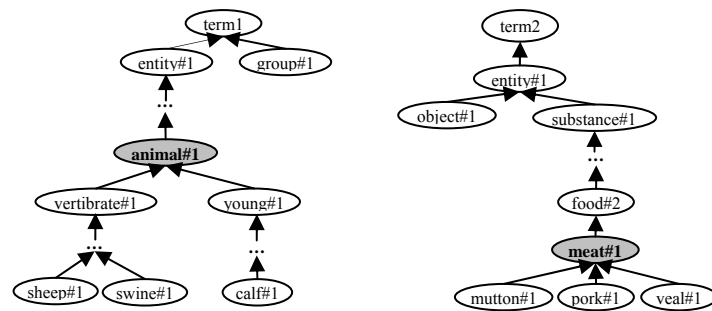 term1
entity#1 group#1
...
animal#1
vertibrate#1 young#1
... ...
sheep#1 swine#1 calf#1
term2
entity#1
object#1 substance#1
...
food#2
meat#1
mutton#1 pork#1 veal#1